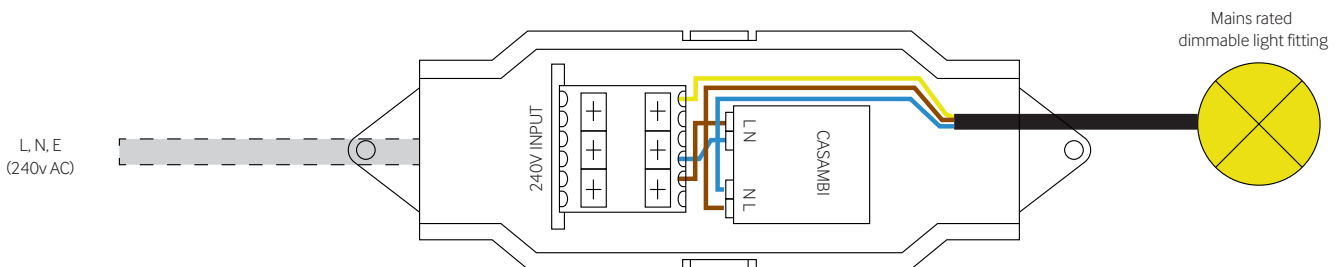 Mains rated
dimmable light fitting
L, N, E
(240v AC)
240V INPUT
L
N
N
L
CASAMBI